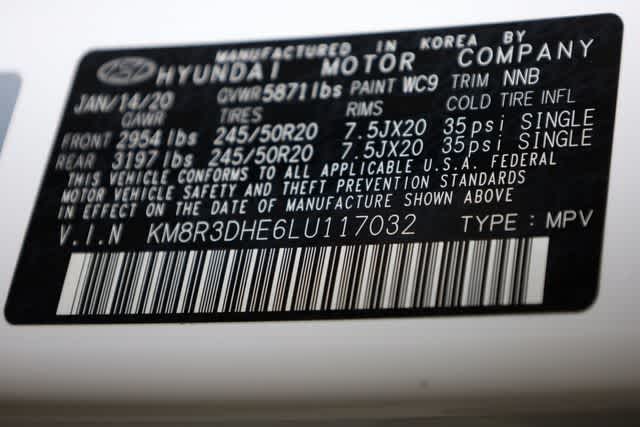 MANUFACTURED IN KOREA BY
HYUNDAI MOTOR COMPANY
JAN/14/20 GVWR 5871lbs PAINT WC9 TRIM NNB
GAWR TIRES RIMS COLD TIRE INFL
FRONT 2954 lbs 245/50R20 7.5JX20 35psi SINGLE
REAR 3197 lbs 245/50R20 7.5JX20 35psi SINGLE
THIS VEHICLE CONFORMS TO ALL APPLICABLE U.S.A. FEDERAL
MOTOR VEHICLE SAFETY AND THEFT PREVENTION STANDARDS
IN EFFECT ON THE DATE OF MANUFACTURE SHOWN ABOVE
V.I.N KM8R3DHE6LU117032 TYPE : MPV